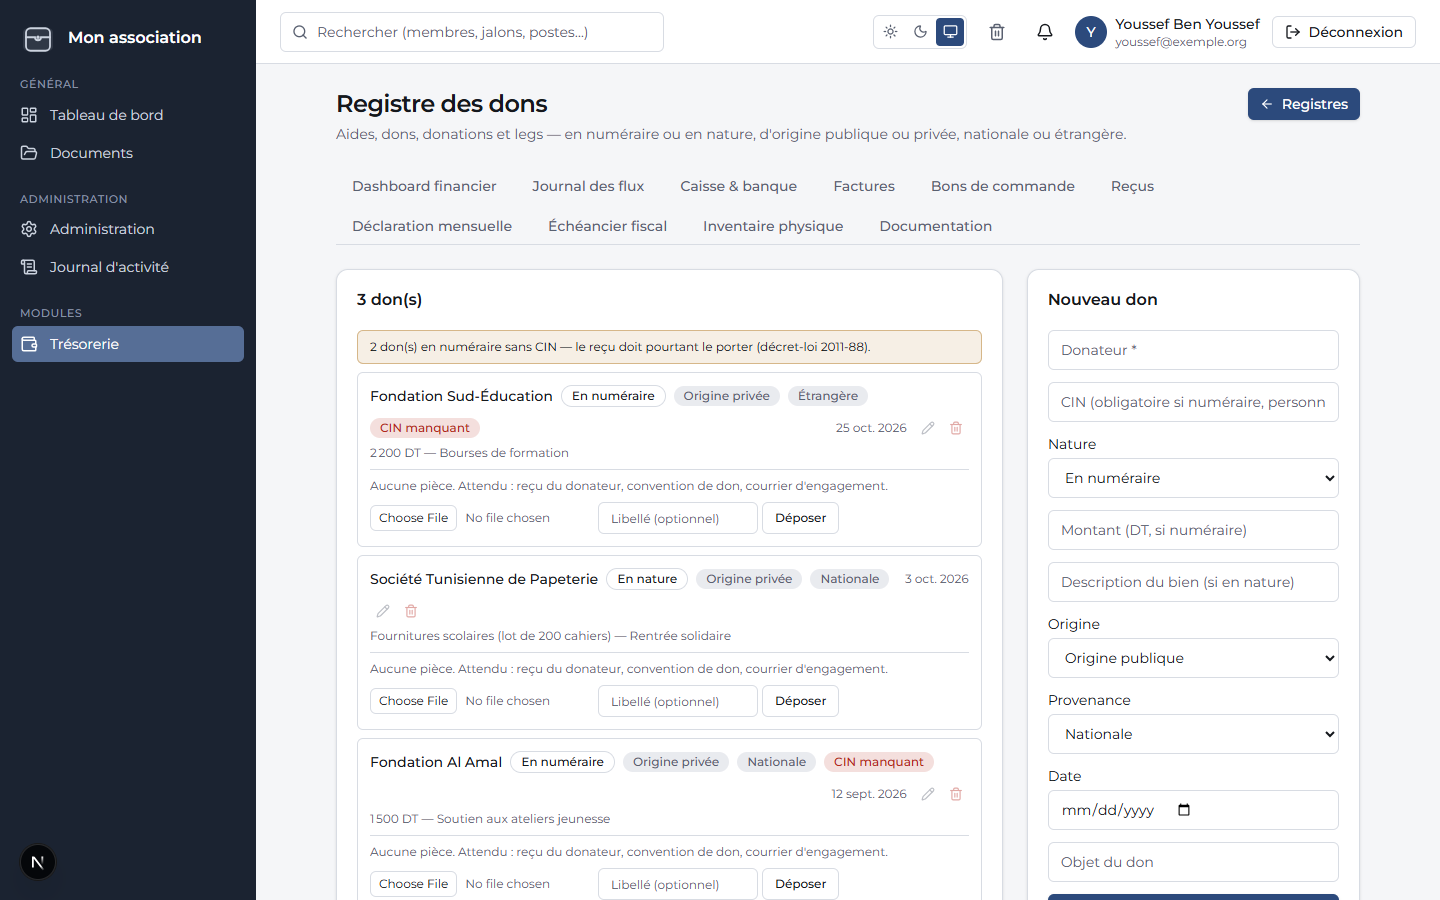 Mon association
GÉNÉRAL
Tableau de bord
Documents
ADMINISTRATION
Administration
Journal d'activité
MODULES
Trésorerie
N
Rechercher (membres, jalons, postes...)
Y
Youssef Ben Youssef
youssef@exemple.org
Déconnexion
Registre des dons
Aides, dons, donations et legs — en numéraire ou en nature, d'origine publique ou privée, nationale ou étrangère.
Registres
Dashboard financier
Journal des flux
Caisse & banque
Factures
Bons de commande
Reçus
Déclaration mensuelle
Échéancier fiscal
Inventaire physique
Documentation
3 don(s)
2 don(s) en numéraire sans CIN — le reçu doit pourtant le porter (décret-loi 2011-88).
Fondation Sud-Éducation En numéraire Origine privée Étrangère
CIN manquant 25 oct. 2026
2 200 DT — Bourses de formation
Aucune pièce. Attendu : reçu du donateur, convention de don, courrier d'engagement.
Choose File No file chosen Libellé (optionnel) Déposer
Société Tunisienne de Papeterie En nature Origine privée Nationale 3 oct. 2026
Fournitures scolaires (lot de 200 cahiers) — Rentrée solidaire
Aucune pièce. Attendu : reçu du donateur, convention de don, courrier d'engagement.
Choose File No file chosen Libellé (optionnel) Déposer
Fondation Al Amal En numéraire Origine privée Nationale CIN manquant
12 sept. 2026
1 500 DT — Soutien aux ateliers jeunesse
Aucune pièce. Attendu : reçu du donateur, convention de don, courrier d'engagement.
Choose File No file chosen Libellé (optionnel) Déposer
Nouveau don
Donateur *
CIN (obligatoire si numéraire, personn
Nature
En numéraire
Montant (DT, si numéraire)
Description du bien (si en nature)
Origine
Origine publique
Provenance
Nationale
Date
mm/dd/yyyy
Objet du don